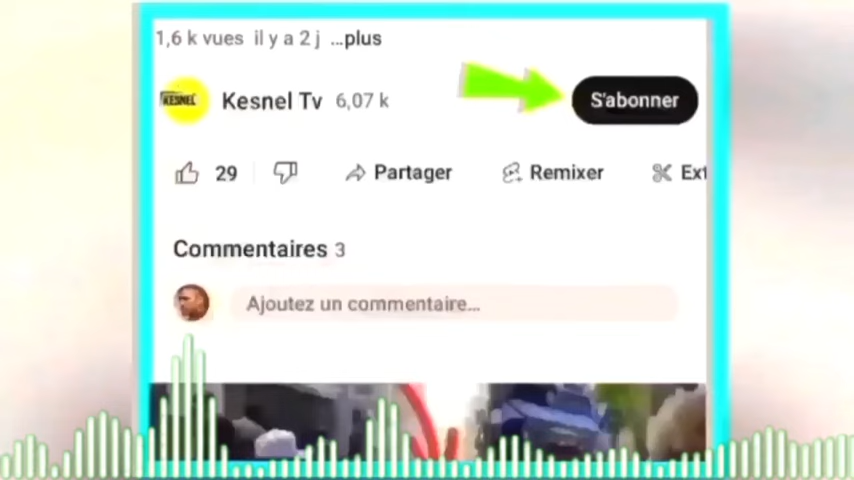 1,6 k vues il y a 2 j ...plus
KESNEL
Kesnel Tv 6,07 k
S'abonner
29
Partager
Remixer
Ext
Commentaires 3
Ajoutez un commentaire...